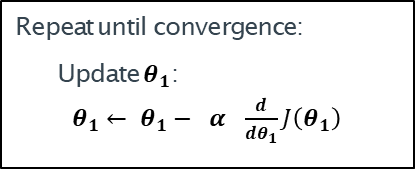 Repeat until convergence:
Update θ₁:
θ₁ ← θ₁ − α d/dθ₁ J(θ₁)